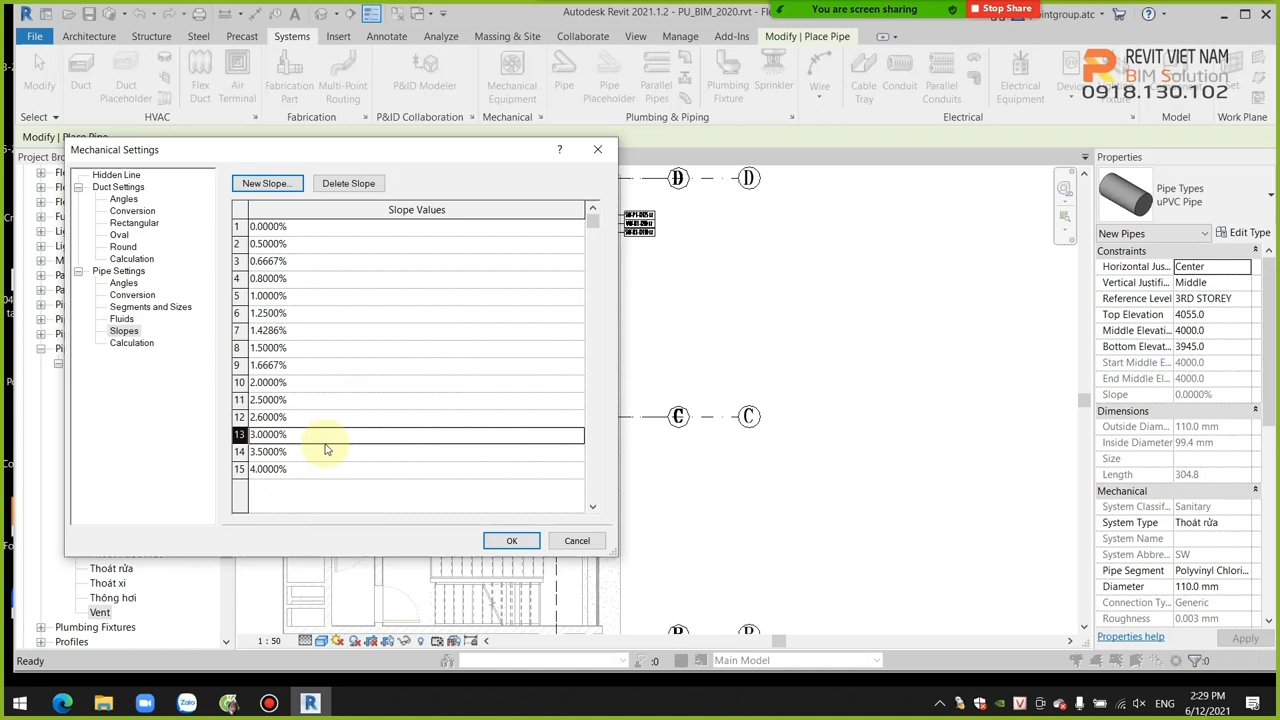 Autodesk Revit 2021.1.2 - PU_BIM_2020.rvt - Fl
You are screen sharing
Stop Share
ointgroup.atc
File Architecture Structure Steel Precast Systems Insert Annotate Analyze Massing & Site Collaborate View Manage Add-Ins Modify | Place Pipe
Modify Duct Duct Placeholder Flex Duct Air Terminal Fabrication Part Multi-Point Routing P&ID Modeler Mechanical Equipment Pipe Pipe Placeholder Parallel Pipes Plumbing Fixture Sprinkler Wire Cable Tray Conduit Parallel Conduits Electrical Equipment
REVIT VIET NAM
BIM Solution
0918.130.102
Select HVAC Fabrication P&ID Collaboration Mechanical Plumbing & Piping Electrical Model Work Plane
Modify | Place Pipe
Project Bro
Mechanical Settings
Hidden Line
Duct Settings
Angles
Conversion
Rectangular
Oval
Round
Calculation
Pipe Settings
Angles
Conversion
Segments and Sizes
Fluids
Slopes
Calculation
New Slope... Delete Slope
Slope Values
1 0.0000%
2 0.5000%
3 0.6667%
4 0.8000%
5 1.0000%
6 1.2500%
7 1.4286%
8 1.5000%
9 1.6667%
10 2.0000%
11 2.5000%
12 2.6000%
13 3.0000%
14 3.5000%
15 4.0000%
OK Cancel
Thoát rửa
Thoát xí
Thông hơi
Vent
Plumbing Fixtures
Profiles
D D
C C
B B
Properties
Pipe Types
uPVC Pipe
New Pipes Edit Type
Constraints
Horizontal Jus... Center
Vertical Justifi... Middle
Reference Level 3RD STOREY
Top Elevation 4055.0
Middle Elevati... 4000.0
Bottom Elevat... 3945.0
Start Middle E... 4000.0
End Middle El... 4000.0
Slope 0.0000%
Dimensions
Outside Diam... 110.0 mm
Inside Diamet... 99.4 mm
Size
Length 304.8
Mechanical
System Classif... Sanitary
System Type Thoát rửa
System Name
System Abbre... SW
Pipe Segment Polyvinyl Chlori...
Diameter 110.0 mm
Connection Ty... Generic
Roughness 0.003 mm
Properties help Apply
1 : 50
Ready :0 Main Model :0
Zalo
ENG
2:29 PM
6/12/2021